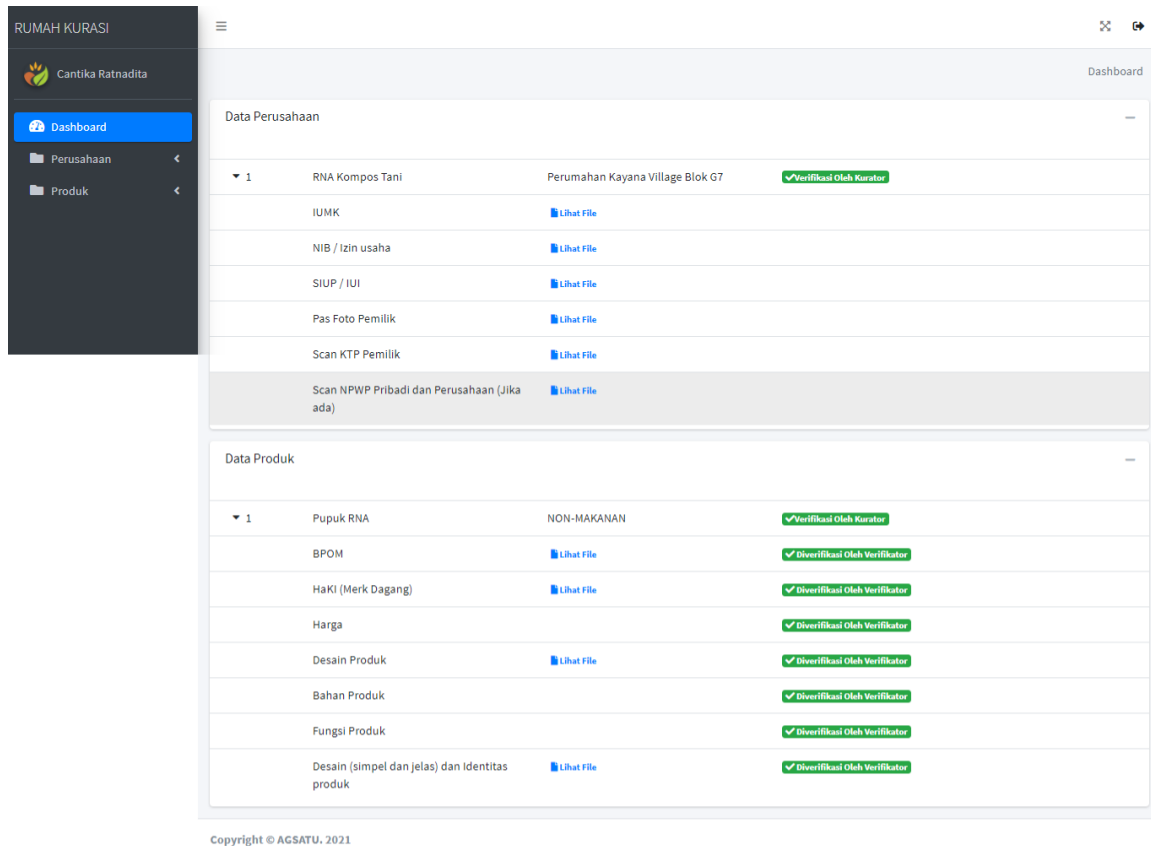 RUMAH KURASI
Cantika Ratnadita
Dashboard
Perusahaan
Produk
Dashboard
Data Perusahaan
1 RNA Kompos Tani Perumahan Kayana Village Blok G7 Verifikasi Oleh Kurator
IUMK Lihat File
NIB / Izin usaha Lihat File
SIUP / IUI Lihat File
Pas Foto Pemilik Lihat File
Scan KTP Pemilik Lihat File
Scan NPWP Pribadi dan Perusahaan (Jika Lihat File
ada)
Data Produk
1 Pupuk RNA NON-MAKANAN Verifikasi Oleh Kurator
BPOM Lihat File Diverifikasi Oleh Verifikator
HaKI (Merk Dagang) Lihat File Diverifikasi Oleh Verifikator
Harga Diverifikasi Oleh Verifikator
Desain Produk Lihat File Diverifikasi Oleh Verifikator
Bahan Produk Diverifikasi Oleh Verifikator
Fungsi Produk Diverifikasi Oleh Verifikator
Desain (simpel dan jelas) dan Identitas Lihat File Diverifikasi Oleh Verifikator
produk
Copyright © AGSATU. 2021